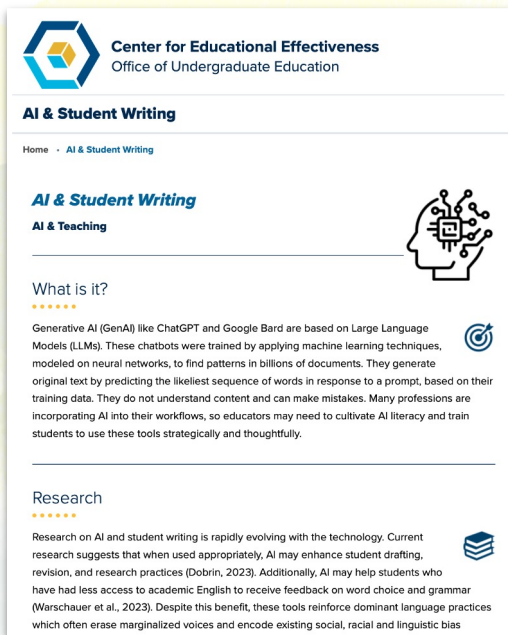 Center for Educational Effectiveness
Office of Undergraduate Education
AI & Student Writing
Home • AI & Student Writing
AI & Student Writing
AI & Teaching
What is it?
Generative AI (GenAI) like ChatGPT and Google Bard are based on Large Language
Models (LLMs). These chatbots were trained by applying machine learning techniques,
modeled on neural networks, to find patterns in billions of documents. They generate
original text by predicting the likeliest sequence of words in response to a prompt, based on their
training data. They do not understand content and can make mistakes. Many professions are
incorporating AI into their workflows, so educators may need to cultivate AI literacy and train
students to use these tools strategically and thoughtfully.
Research
Research on AI and student writing is rapidly evolving with the technology. Current
research suggests that when used appropriately, AI may enhance student drafting,
revision, and research practices (Dobrin, 2023). Additionally, AI may help students who
have had less access to academic English to receive feedback on word choice and grammar
(Warschauer et al., 2023). Despite this benefit, these tools reinforce dominant language practices
which often erase marginalized voices and encode existing social, racial and linguistic bias